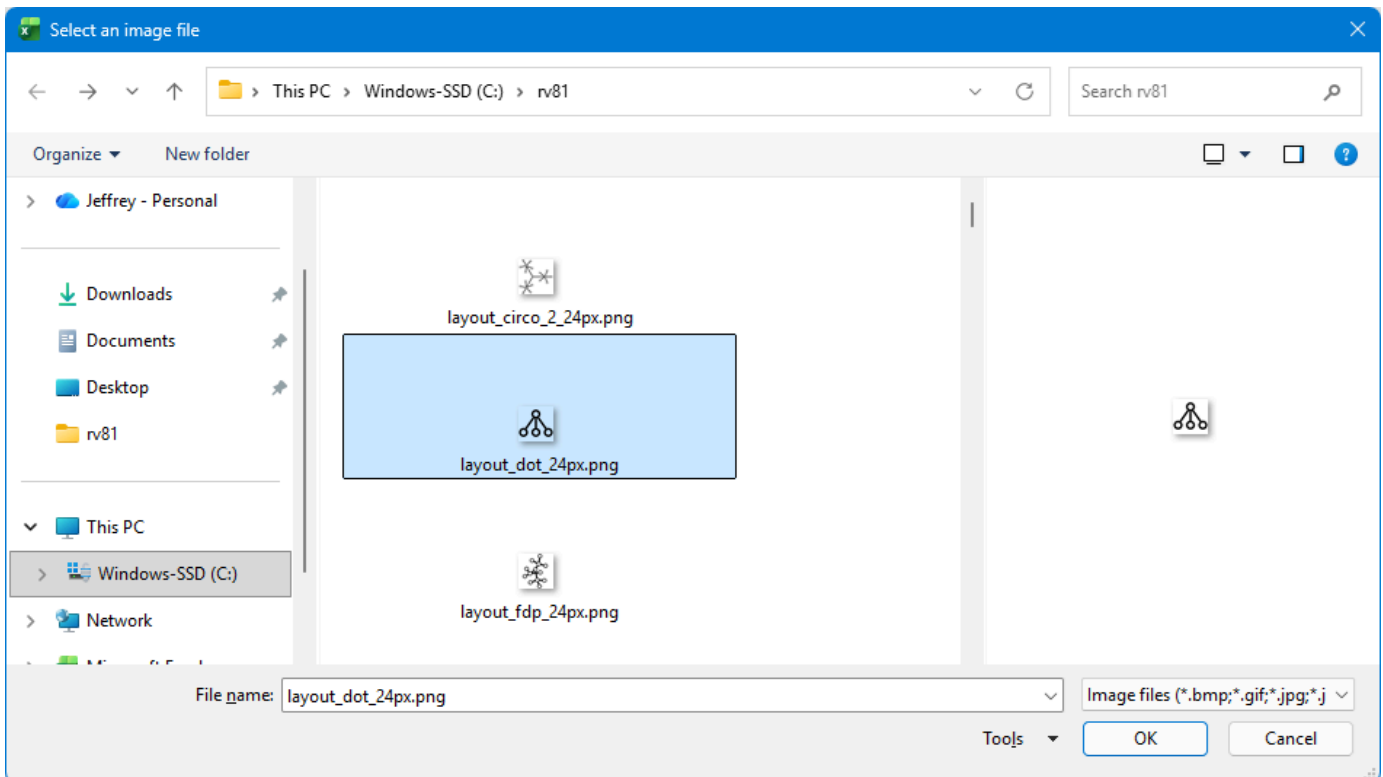 Select an image file
This PC > Windows-SSD (C:) > rv81
Search rv81
Organize
New folder
Jeffrey - Personal
Downloads
Documents
Desktop
rv81
This PC
Windows-SSD (C:)
Network
layout_circo_2_24px.png
layout_dot_24px.png
layout_fdp_24px.png
File name: layout_dot_24px.png
Image files (*.bmp;*.gif;*.jpg;*.j
Tools
OK
Cancel